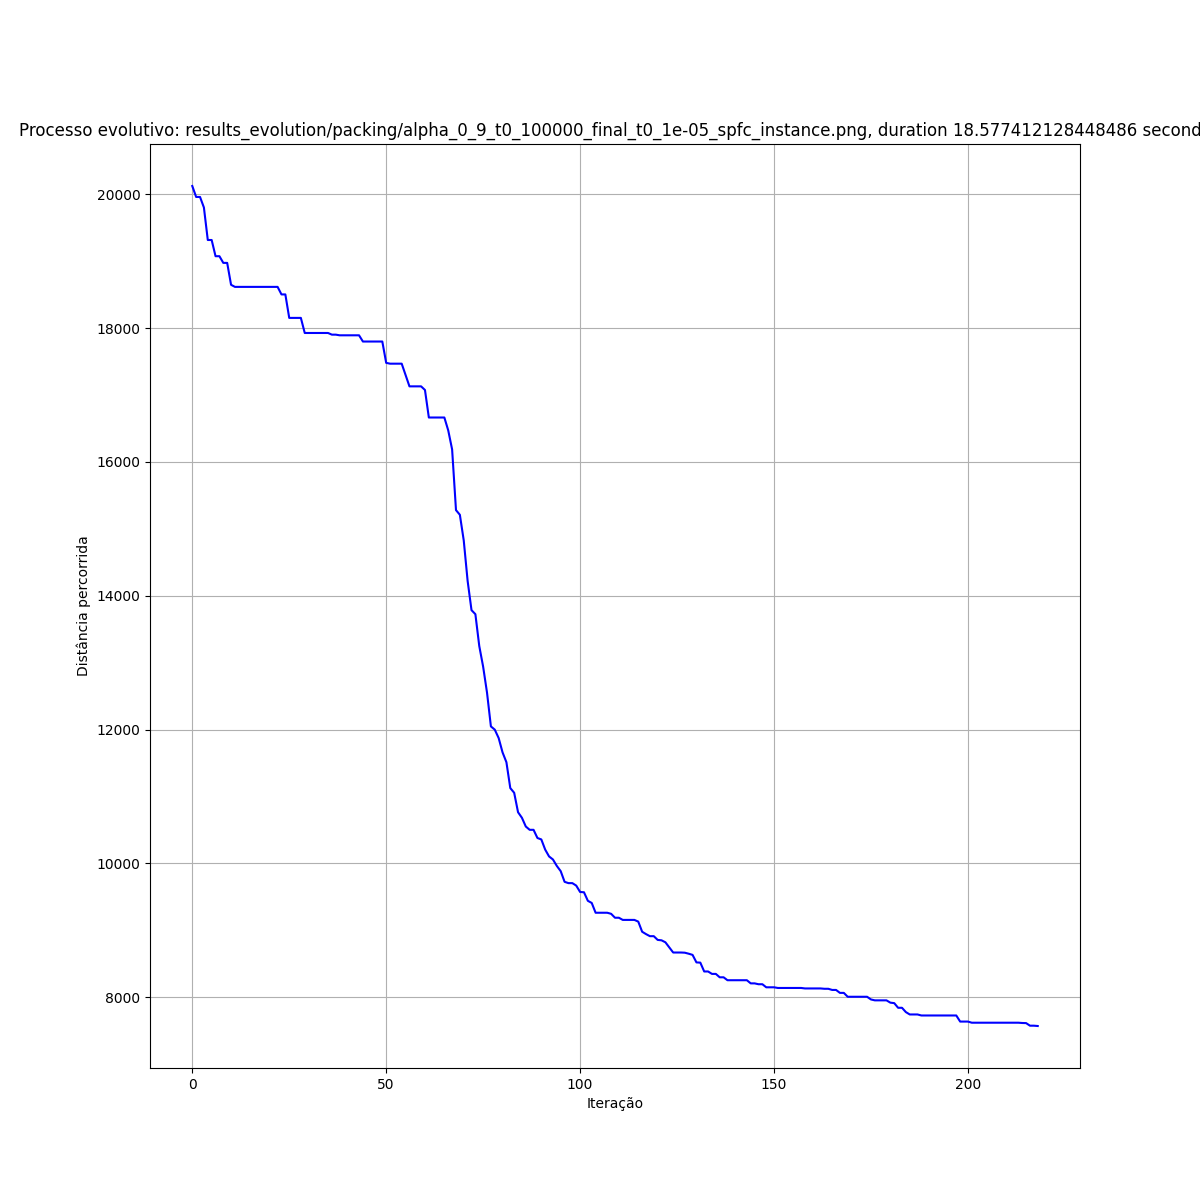 Processo evolutivo: results_evolution/packing/alpha_0_9_t0_100000_final_t0_1e-05_spfc_instance.png, duration 18.577412128448486 second
20000
18000
16000
14000
12000
10000
8000
Distância percorrida
0 50 100 150 200
Iteração